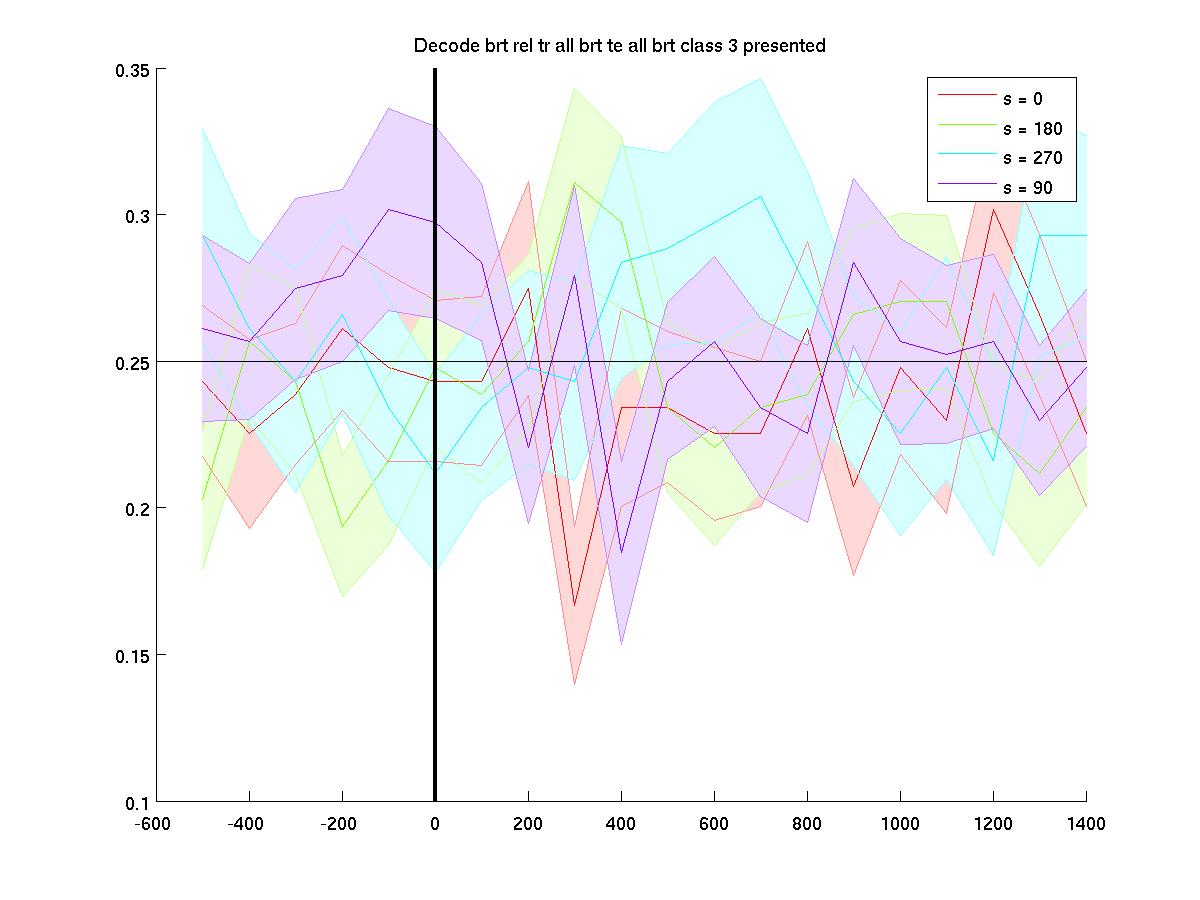 Decode brt rel tr all brt te all brt class 3 presented
0.35
0.3
0.25
0.2
0.15
0.1
s = 0
s = 180
s = 270
s = 90
-600 -400 -200 0 200 400 600 800 1000 1200 1400